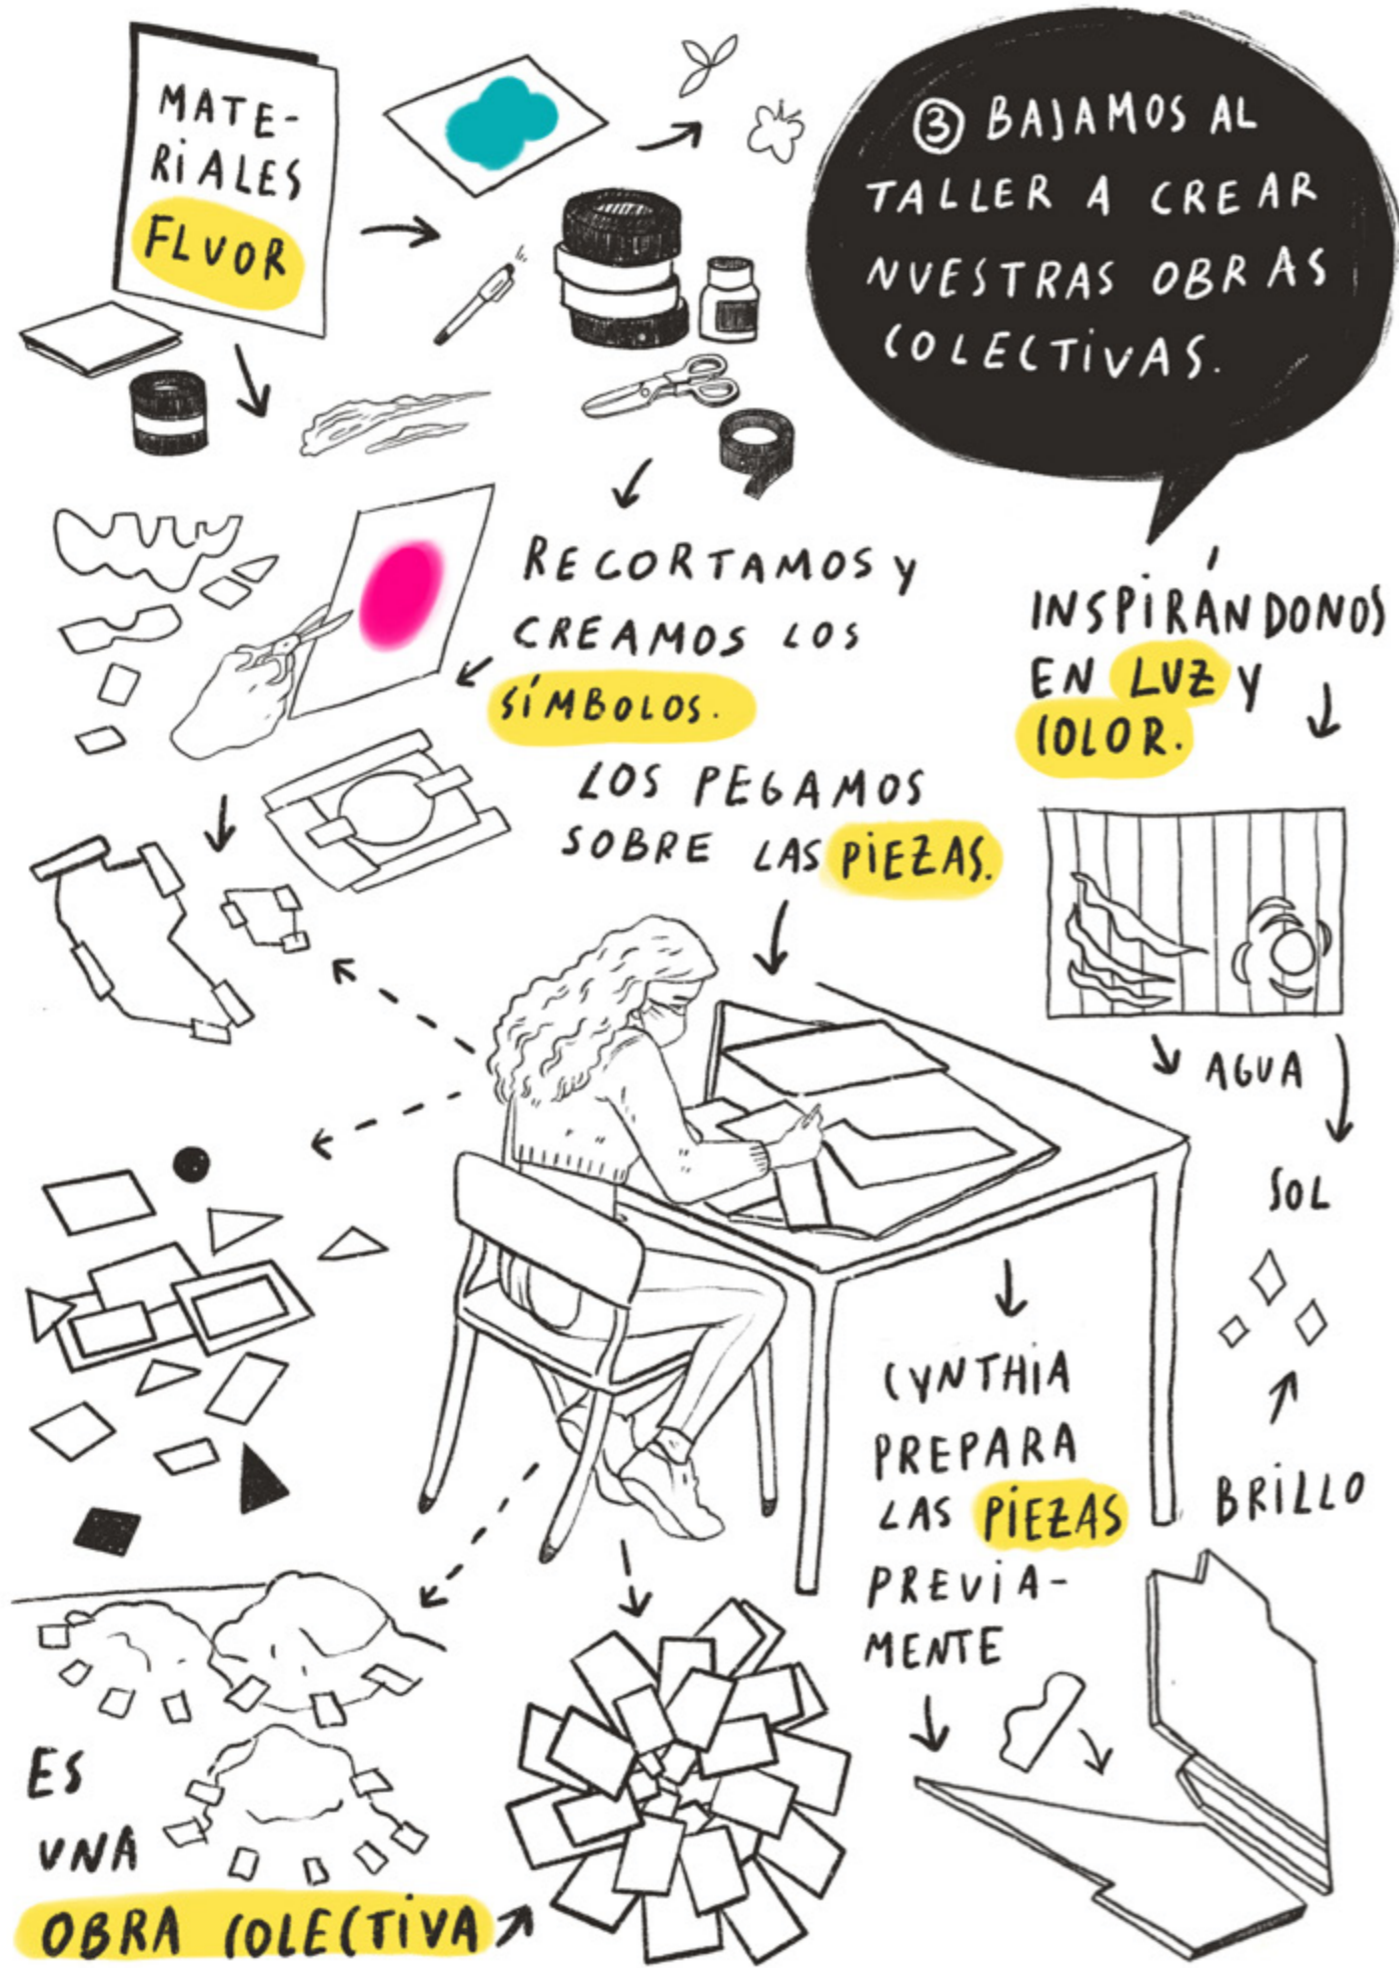 MATE-
RIALES
FLUOR
③ BAJAMOS AL
TALLER A CREAR
NUESTRAS OBRAS
COLECTIVAS.
INSPIRÁNDONOS
EN LUZ Y
COLOR.
RECORTAMOS Y
CREAMOS LOS
SÍMBOLOS.
LOS PEGAMOS
SOBRE LAS PIEZAS.
AGUA
SOL
BRILLO
CYNTHIA
PREPARA
LAS PIEZAS
PREVIA-
MENTE
ES
UNA
OBRA COLECTIVA